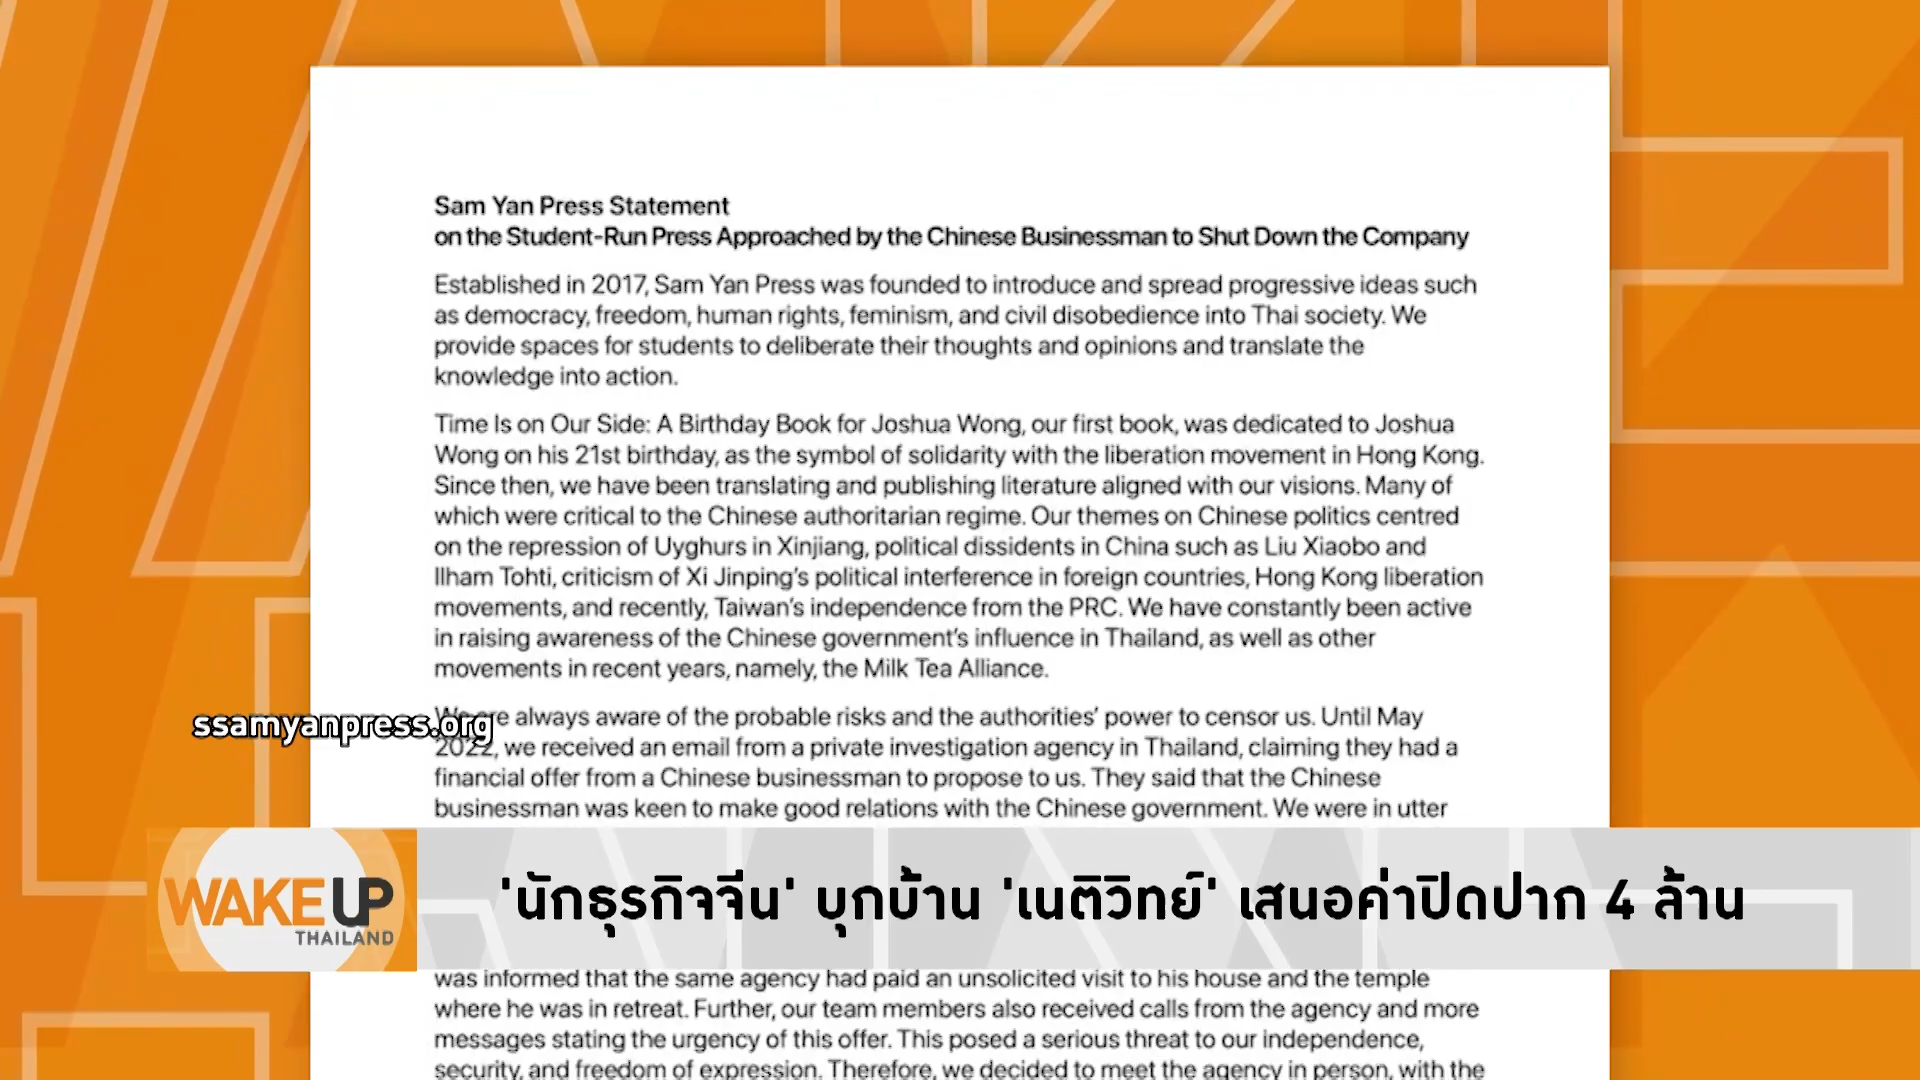 Sam Yan Press Statement
on the Student-Run Press Approached by the Chinese Businessman to Shut Down the Company
Established in 2017, Sam Yan Press was founded to introduce and spread progressive ideas such
as democracy, freedom, human rights, feminism, and civil disobedience into Thai society. We
provide spaces for students to deliberate their thoughts and opinions and translate the
knowledge into action.
Time Is on Our Side: A Birthday Book for Joshua Wong, our first book, was dedicated to Joshua
Wong on his 21st birthday, as the symbol of solidarity with the liberation movement in Hong Kong.
Since then, we have been translating and publishing literature aligned with our visions. Many of
which were critical to the Chinese authoritarian regime. Our themes on Chinese politics centred
on the repression of Uyghurs in Xinjiang, political dissidents in China such as Liu Xiaobo and
Ilham Tohti, criticism of Xi Jinping's political interference in foreign countries, Hong Kong liberation
movements, and recently, Taiwan's independence from the PRC. We have constantly been active
in raising awareness of the Chinese government's influence in Thailand, as well as other
movements in recent years, namely, the Milk Tea Alliance.
We are always aware of the probable risks and the authorities' power to censor us. Until May
ssamyanpress.org
2022, we received an email from a private investigation agency in Thailand, claiming they had a
financial offer from a Chinese businessman to propose to us. They said that the Chinese
businessman was keen to make good relations with the Chinese government. We were in utter
WAKE UP
THAILAND
'นักธุรกิจจีน' บุกบ้าน 'เนติวิทย์' เสนอค่าปิดปาก 4 ล้าน
was informed that the same agency had paid an unsolicited visit to his house and the temple
where he was in retreat. Further, our team members also received calls from the agency and more
messages stating the urgency of this offer. This posed a serious threat to our independence,
security, and freedom of expression. Therefore, we decided to meet the agency in person, with the